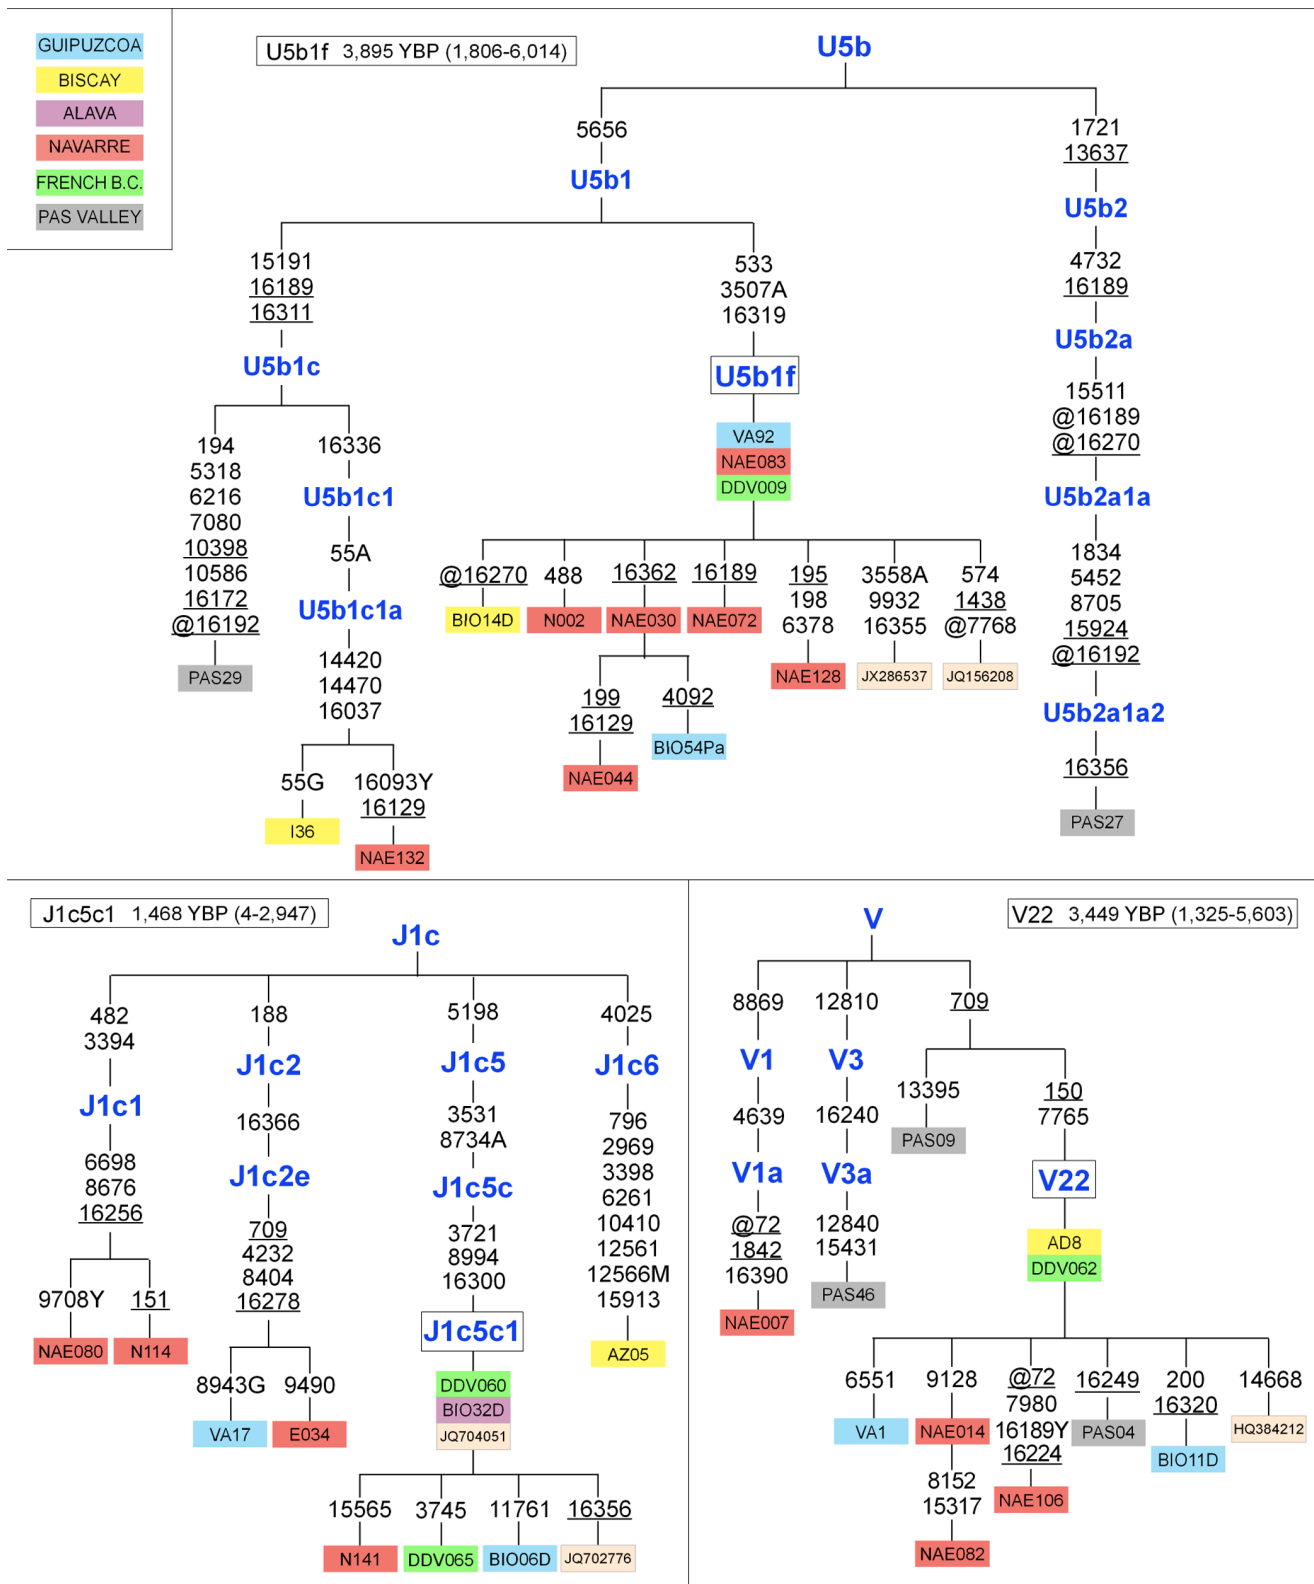 GUIPUZCOA
BISCAY
ALAVA
NAVARRE
FRENCH B.C.
PAS VALLEY
U5b1f 3,895 YBP (1,806-6,014)
U5b
5656
U5b1
15191
16189
16311
U5b1c
194
5318
6216
7080
10398
10586
16172
@16192
PAS29
16336
U5b1c1
55A
U5b1c1a
14420
14470
16037
55G
I36
16093Y
16129
NAE132
533
3507A
16319
U5b1f
VA92
NAE083
DDV009
@16270
BIO14D
488
N002
16362
NAE030
199
16129
NAE044
4092
BIO54Pa
16189
NAE072
195
198
6378
NAE128
3558A
9932
16355
JX286537
574
1438
@7768
JQ156208
1721
13637
U5b2
4732
16189
U5b2a
15511
@16189
@16270
U5b2a1a
1834
5452
8705
15924
@16192
U5b2a1a2
16356
PAS27
J1c5c1 1,468 YBP (4-2,947)
J1c
482
3394
J1c1
6698
8676
16256
9708Y
NAE080
151
N114
188
J1c2
16366
J1c2e
709
4232
8404
16278
8943G
VA17
9490
E034
5198
J1c5
3531
8734A
J1c5c
3721
8994
16300
J1c5c1
DDV060
BIO32D
JQ704051
15565
N141
3745
DDV065
11761
BIO06D
16356
JQ702776
4025
J1c6
796
2969
3398
6261
10410
12561
12566M
15913
AZ05
V22 3,449 YBP (1,325-5,603)
V
8869
V1
4639
V1a
@72
1842
16390
NAE007
12810
V3
16240
V3a
12840
15431
PAS46
709
13395
PAS09
150
7765
V22
AD8
DDV062
6551
VA1
9128
NAE014
8152
15317
NAE082
@72
7980
16189Y
16224
NAE106
16249
PAS04
200
16320
BIO11D
14668
HQ384212